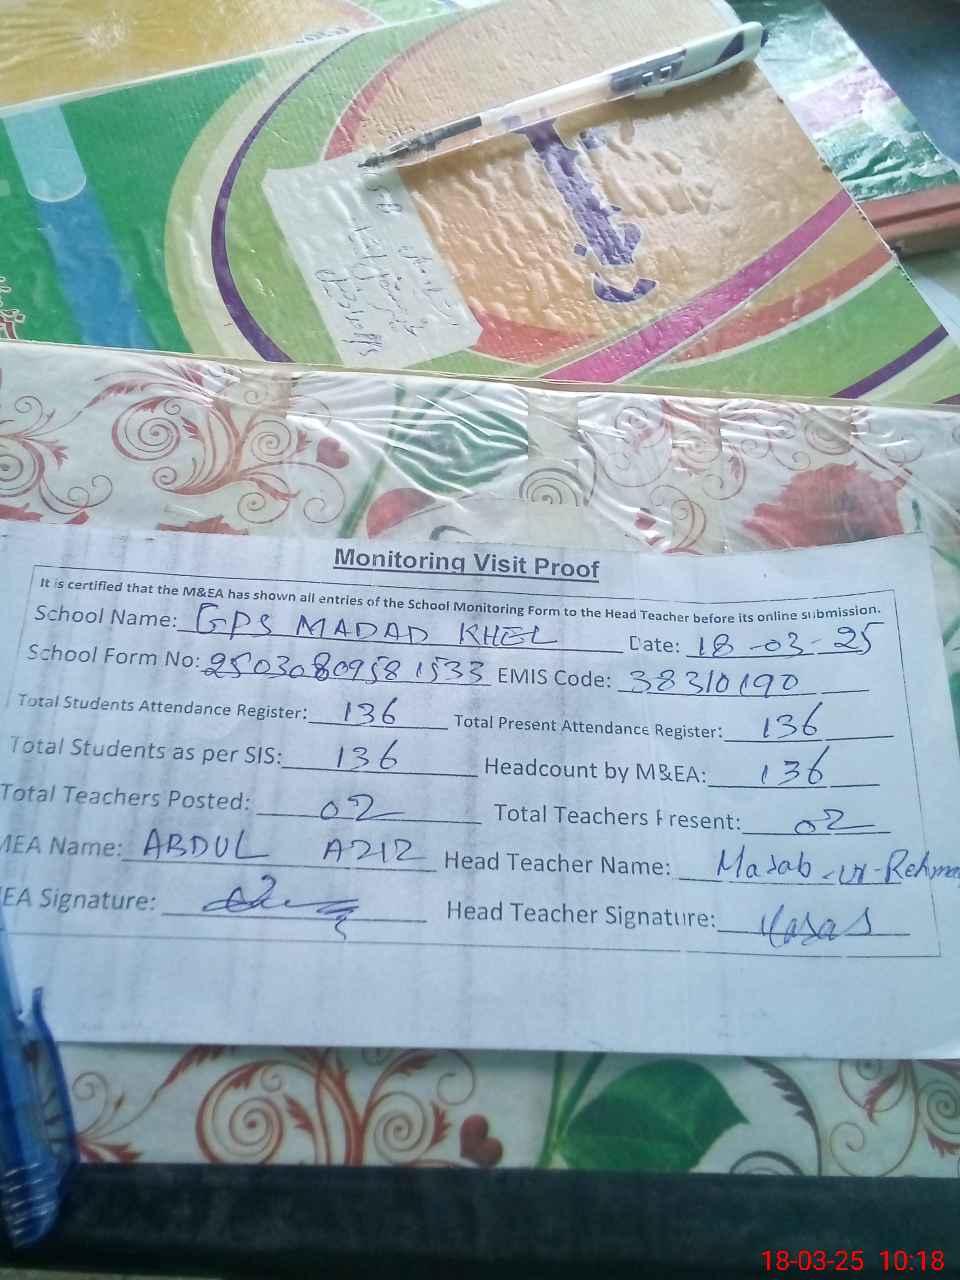 Monitoring Visit Proof
It is certified that the M&EA has shown all entries of the School Monitoring Form to the Head Teacher before its online submission.
School Name: GPS MADAD KHEL Date: 18-03-25
School Form No: 25030809581533 EMIS Code: 38310190
Total Students Attendance Register: 136 Total Present Attendance Register: 136
Total Students as per SIS: 136 Headcount by M&EA: 136
Total Teachers Posted: 02 Total Teachers Present: 02
MEA Name: ABDUL AZIZ Head Teacher Name: Masab-ur-Rehman
MEA Signature: Head Teacher Signature: Masab
18-03-25 10:18